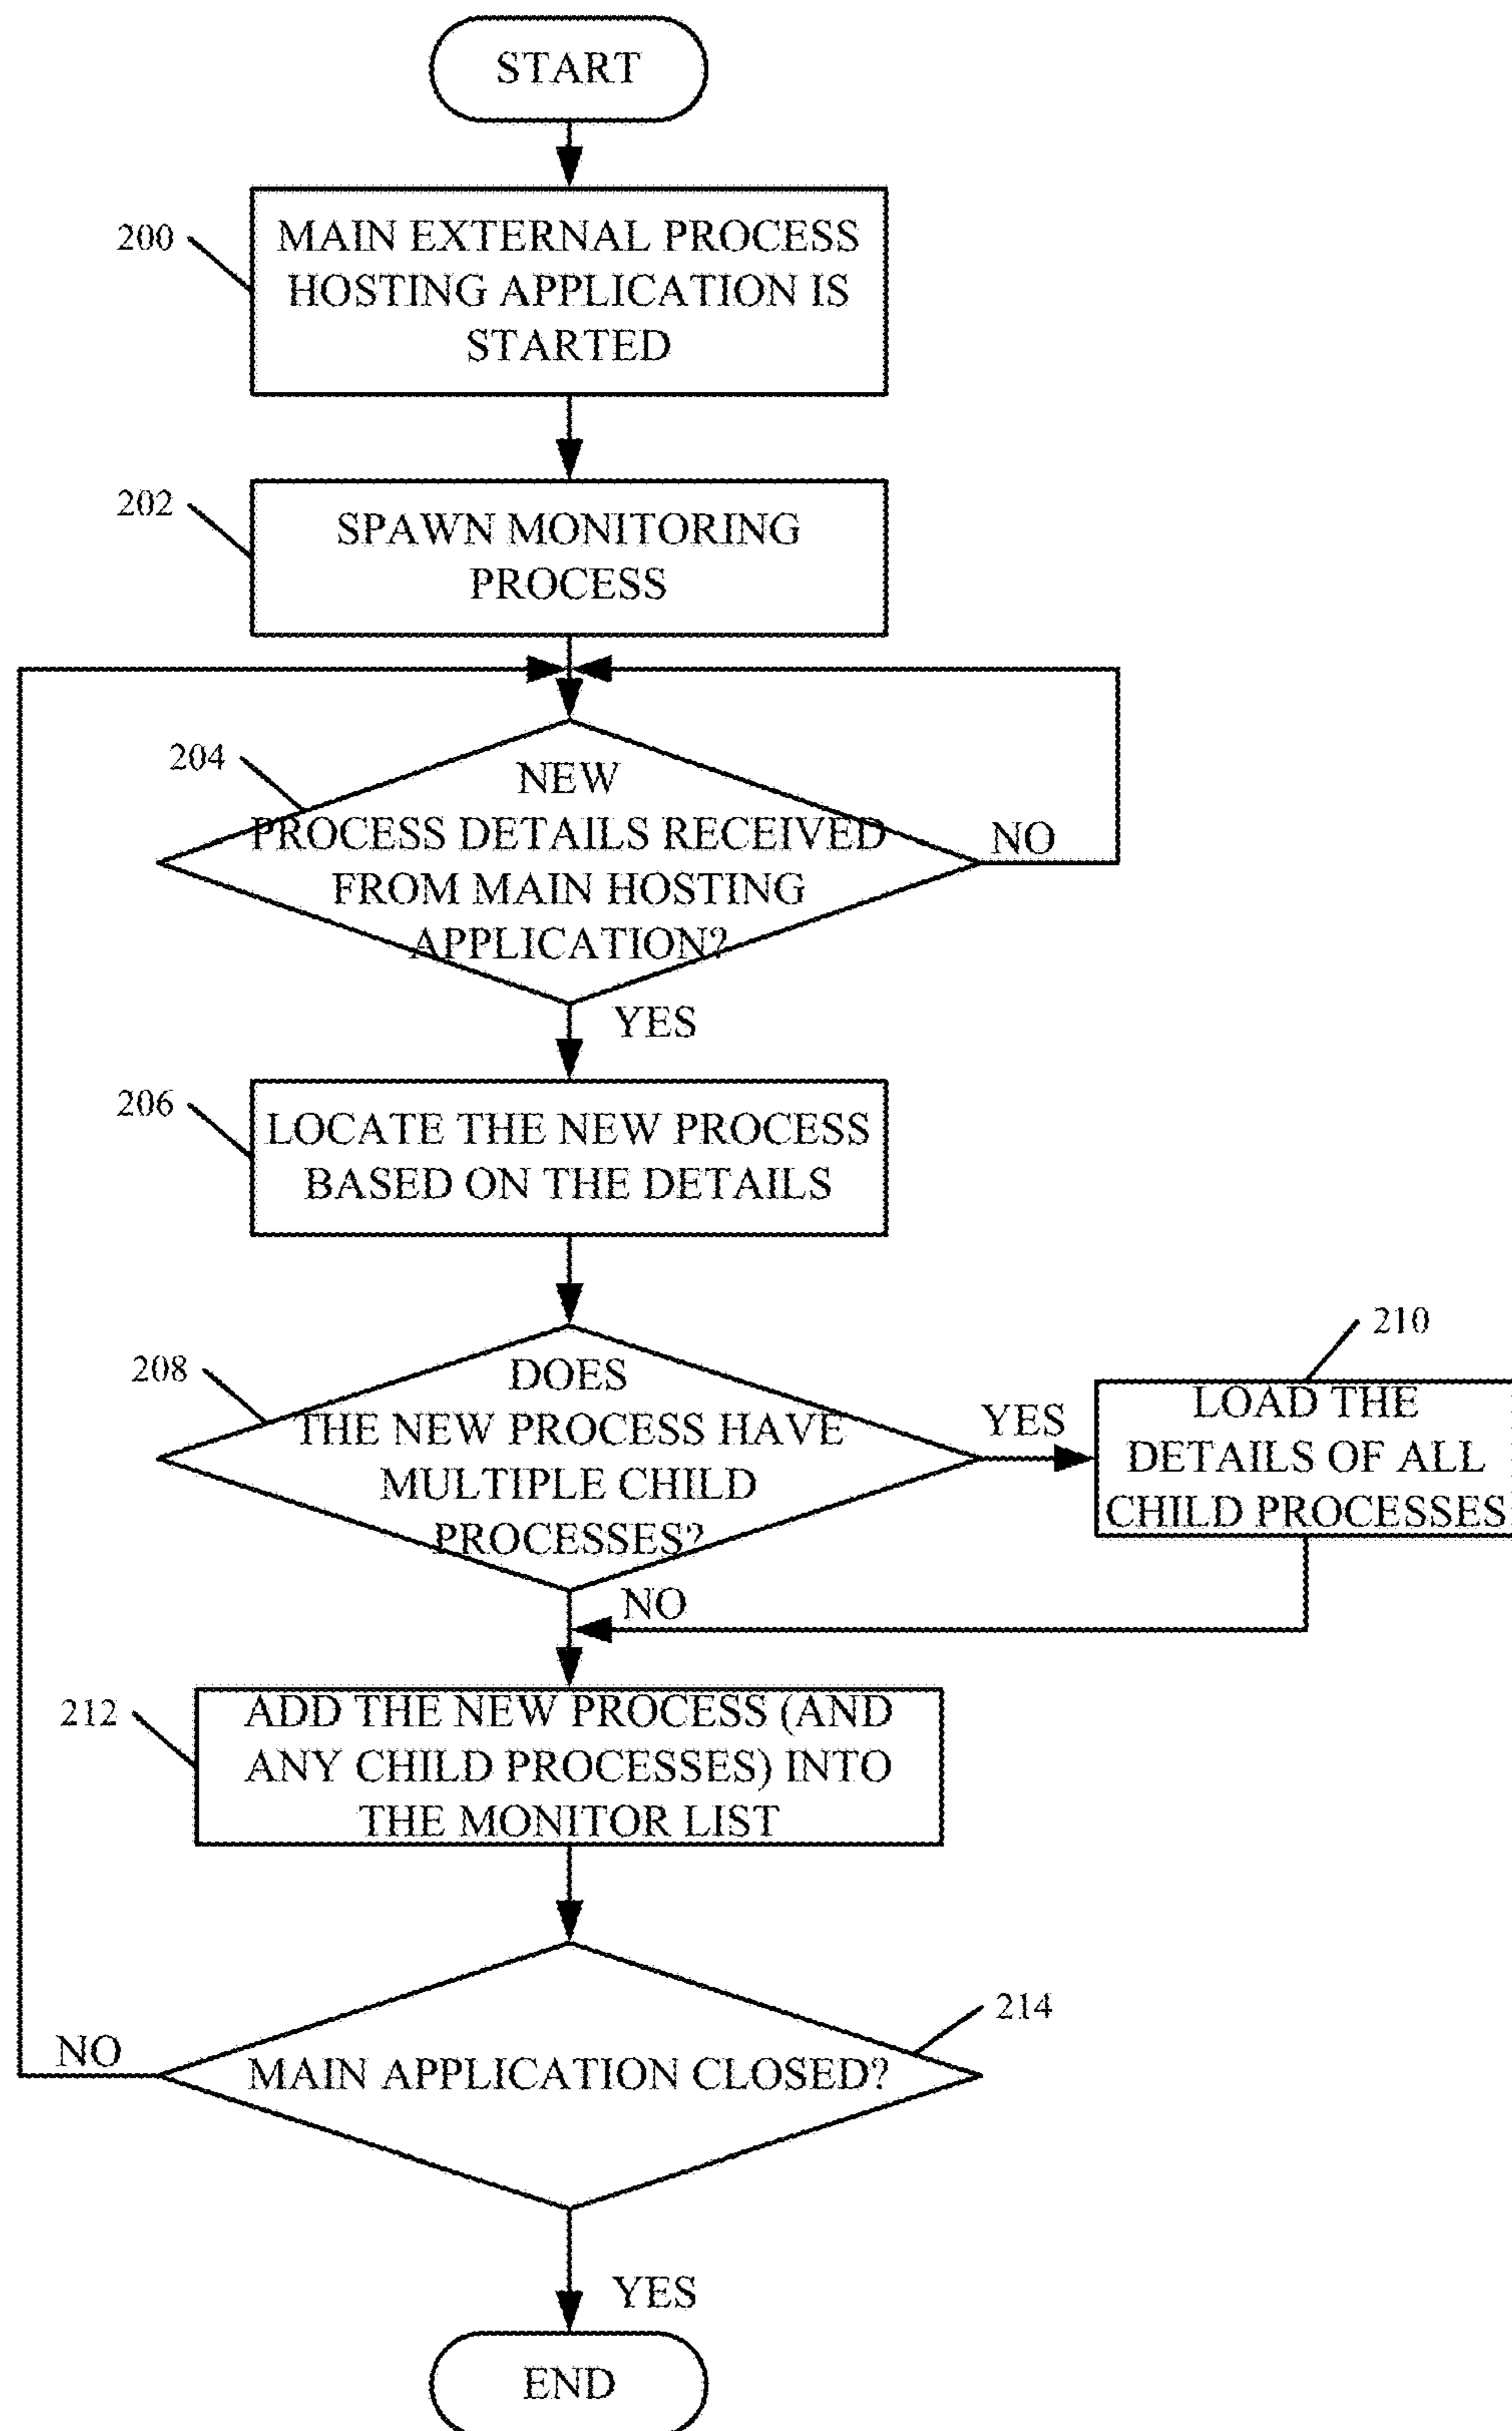 START
200
MAIN EXTERNAL PROCESS
HOSTING APPLICATION IS
STARTED
202
SPAWN MONITORING
PROCESS
204
NEW
PROCESS DETAILS RECEIVED
FROM MAIN HOSTING
APPLICATION?
NO
YES
206
LOCATE THE NEW PROCESS
BASED ON THE DETAILS
208
DOES
THE NEW PROCESS HAVE
MULTIPLE CHILD
PROCESSES?
YES
210
LOAD THE
DETAILS OF ALL
CHILD PROCESSES
NO
212
ADD THE NEW PROCESS (AND
ANY CHILD PROCESSES) INTO
THE MONITOR LIST
214
NO
MAIN APPLICATION CLOSED?
YES
END